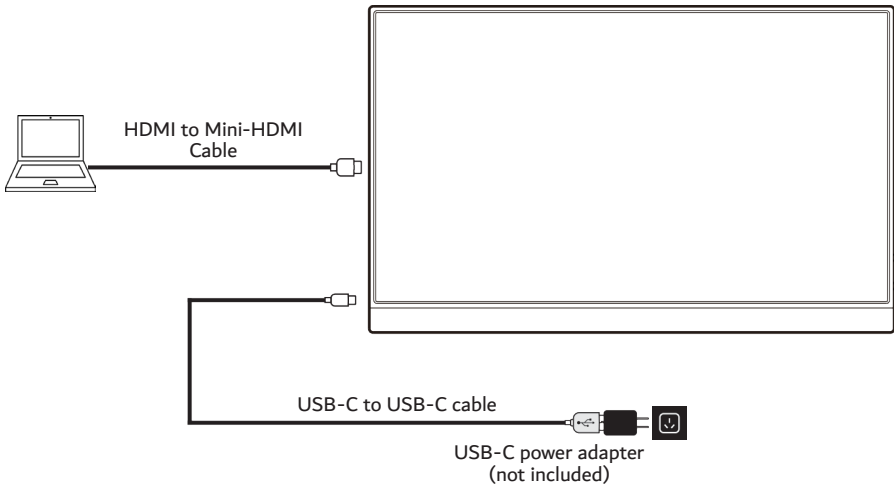 HDMI to Mini-HDMI
Cable
USB-C to USB-C cable
USB-C power adapter
(not included)